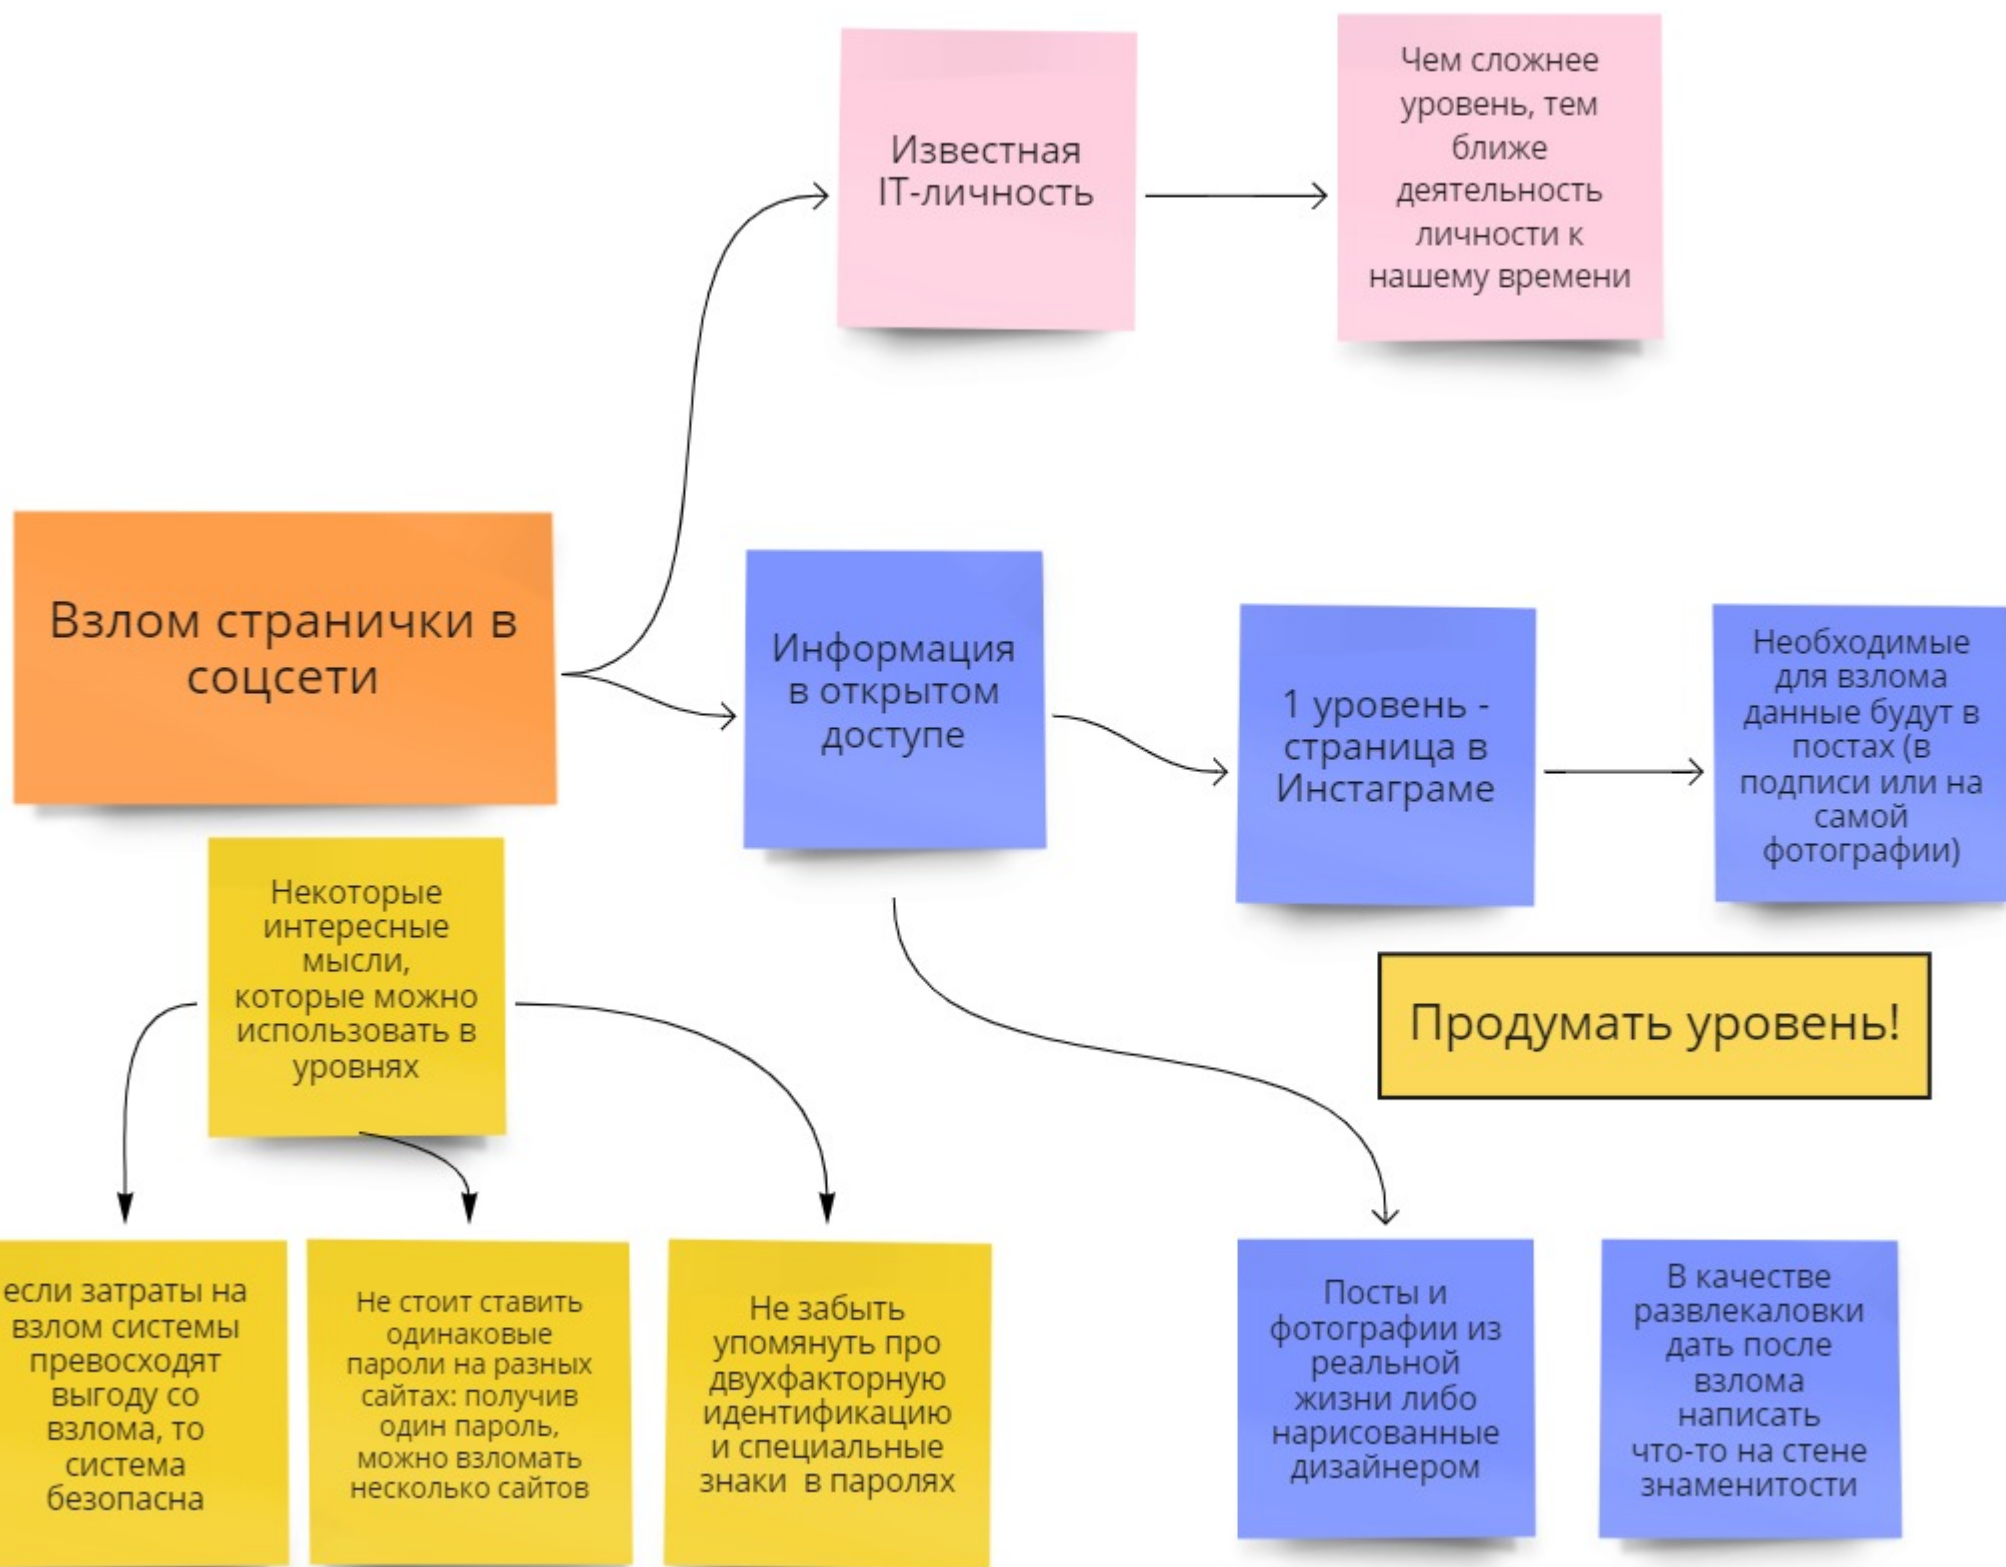 Известная
IT-личность
Чем сложнее
уровень, тем
ближе
деятельность
личности к
нашему времени
Взлом странички в
соцсети
Информация
в открытом
доступе
1 уровень -
страница в
Инстаграме
Необходимые
для взлома
данные будут в
постах (в
подписи или на
самой
фотографии)
Некоторые
интересные
мысли,
которые можно
использовать в
уровнях
Продумать уровень!
если затраты на
взлом системы
превосходят
выгоду со
взлома, то
система
безопасна
Не стоит ставить
одинаковые
пароли на разных
сайтах: получив
один пароль,
можно взломать
несколько сайтов
Не забыть
упомянуть про
двухфакторную
идентификацию
и специальные
знаки  в паролях
Посты и
фотографии из
реальной
жизни либо
нарисованные
дизайнером
В качестве
развлекаловки
дать после
взлома
написать
что-то на стене
знаменитости